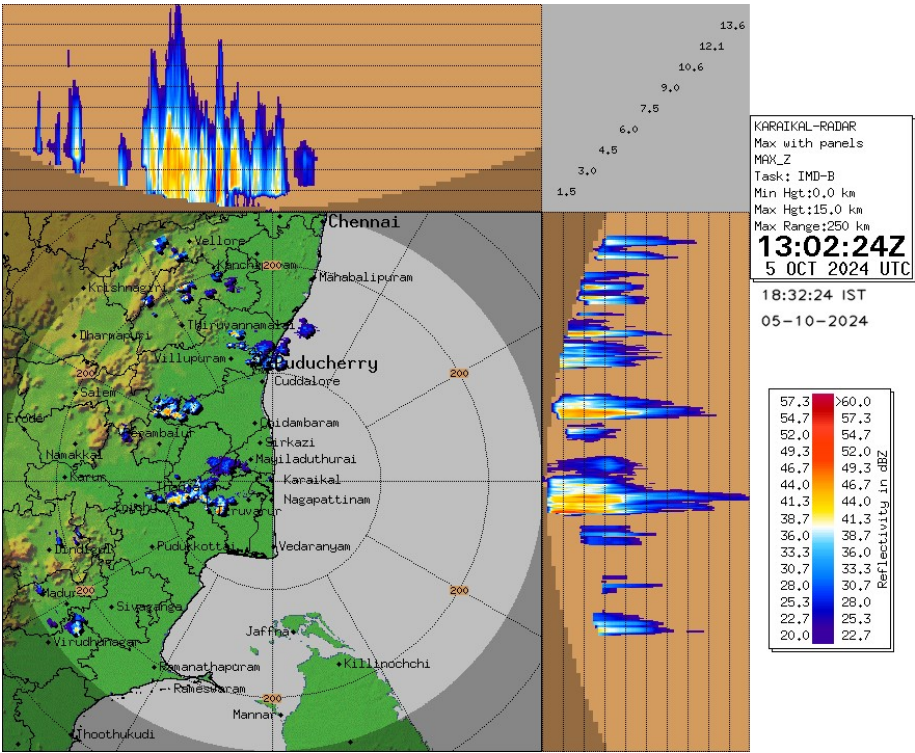 13.6
12.1
10.6
9.0
7.5
6.0
4.5
3.0
1.5
KARAIKAL-RADAR
Max with panels
MAX_Z
Task: IMD-B
Min Hgt:0.0 km
Max Hgt:15.0 km
Max Range:250 km
13:02:24Z
5 OCT 2024 UTC
18:32:24 IST
05-10-2024
Chennai
Vellore
200
Mahabalipuram
Krishnagiri
Thiruvannamalai
Dharmapuri
Villupuram
Puducherry
200
200
Cuddalore
Salem
Erode
Chidambaram
Sirkazi
Namakkal
Mayiladuthurai
Karur
Karaikal
Nagapattinam
Pudukkottai
Vedaranyam
Dindigul
200
200
Madurai
Sivaganga
Jaffna
Virudhunagar
Killinochchi
Ramanathapuram
Rameswaram
200
Mannar
Thoothukudi
57.3 >60.0
54.7 57.3
52.0 54.7
49.3 52.0
46.7 49.3
44.0 46.7
41.3 44.0
38.7 41.3
36.0 38.7
33.3 36.0
30.7 33.3
28.0 30.7
25.3 28.0
22.7 25.3
20.0 22.7
Reflectivity in dBZ